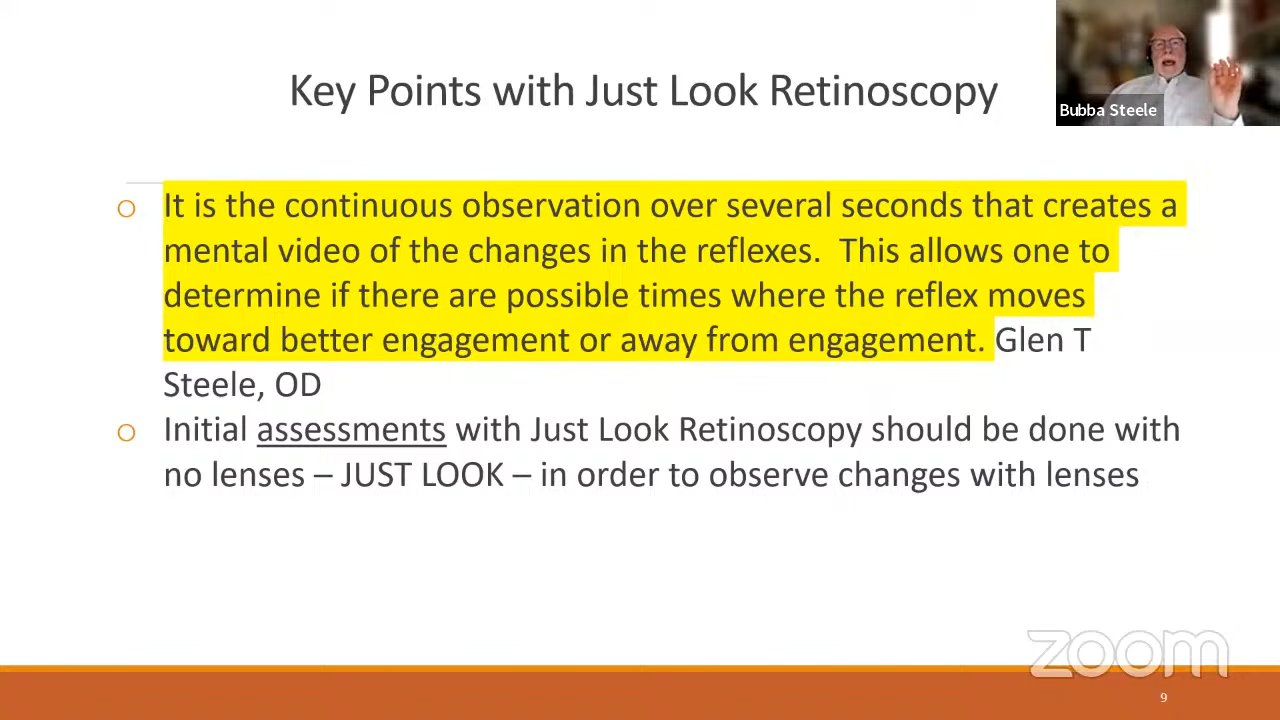 Key Points with Just Look Retinoscopy
Bubba Steele
o It is the continuous observation over several seconds that creates a
mental video of the changes in the reflexes.  This allows one to
determine if there are possible times where the reflex moves
toward better engagement or away from engagement. Glen T
Steele, OD
o Initial assessments with Just Look Retinoscopy should be done with
no lenses – JUST LOOK – in order to observe changes with lenses
zoom
9